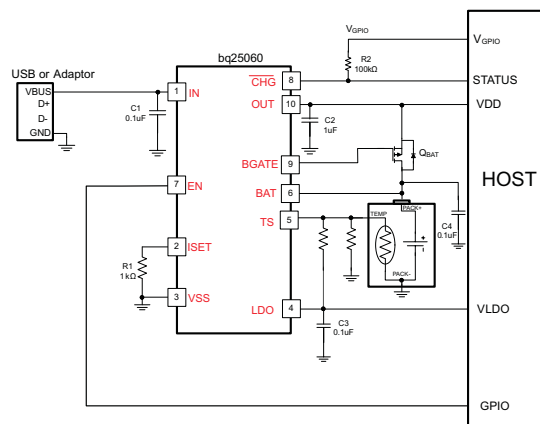 bq25060
USB or Adaptor
VBUS
D+
D-
GND
1
IN
C1
0.1uF
7
EN
2
ISET
R1
1kΩ
3
VSS
CHG
8
OUT
10
BGATE
9
BAT
6
TS
5
LDO
4
VGPIO
R2
100kΩ
C2
1uF
QBAT
TEMP
PACK+
+
-
PACK-
C4
0.1uF
C3
0.1uF
HOST
VGPIO
STATUS
VDD
VLDO
GPIO